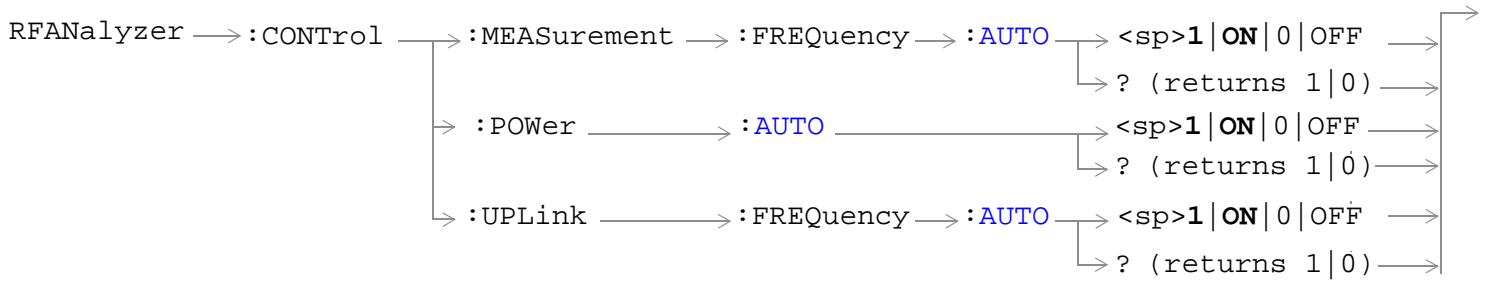 RFANalyzer :CONTrol :MEASurement :FREQuency :AUTO <sp>1|ON|0|OFF
? (returns 1|0)
:POWer :AUTO <sp>1|ON|0|OFF
? (returns 1|0)
:UPLink :FREQuency :AUTO <sp>1|ON|0|OFF
? (returns 1|0)